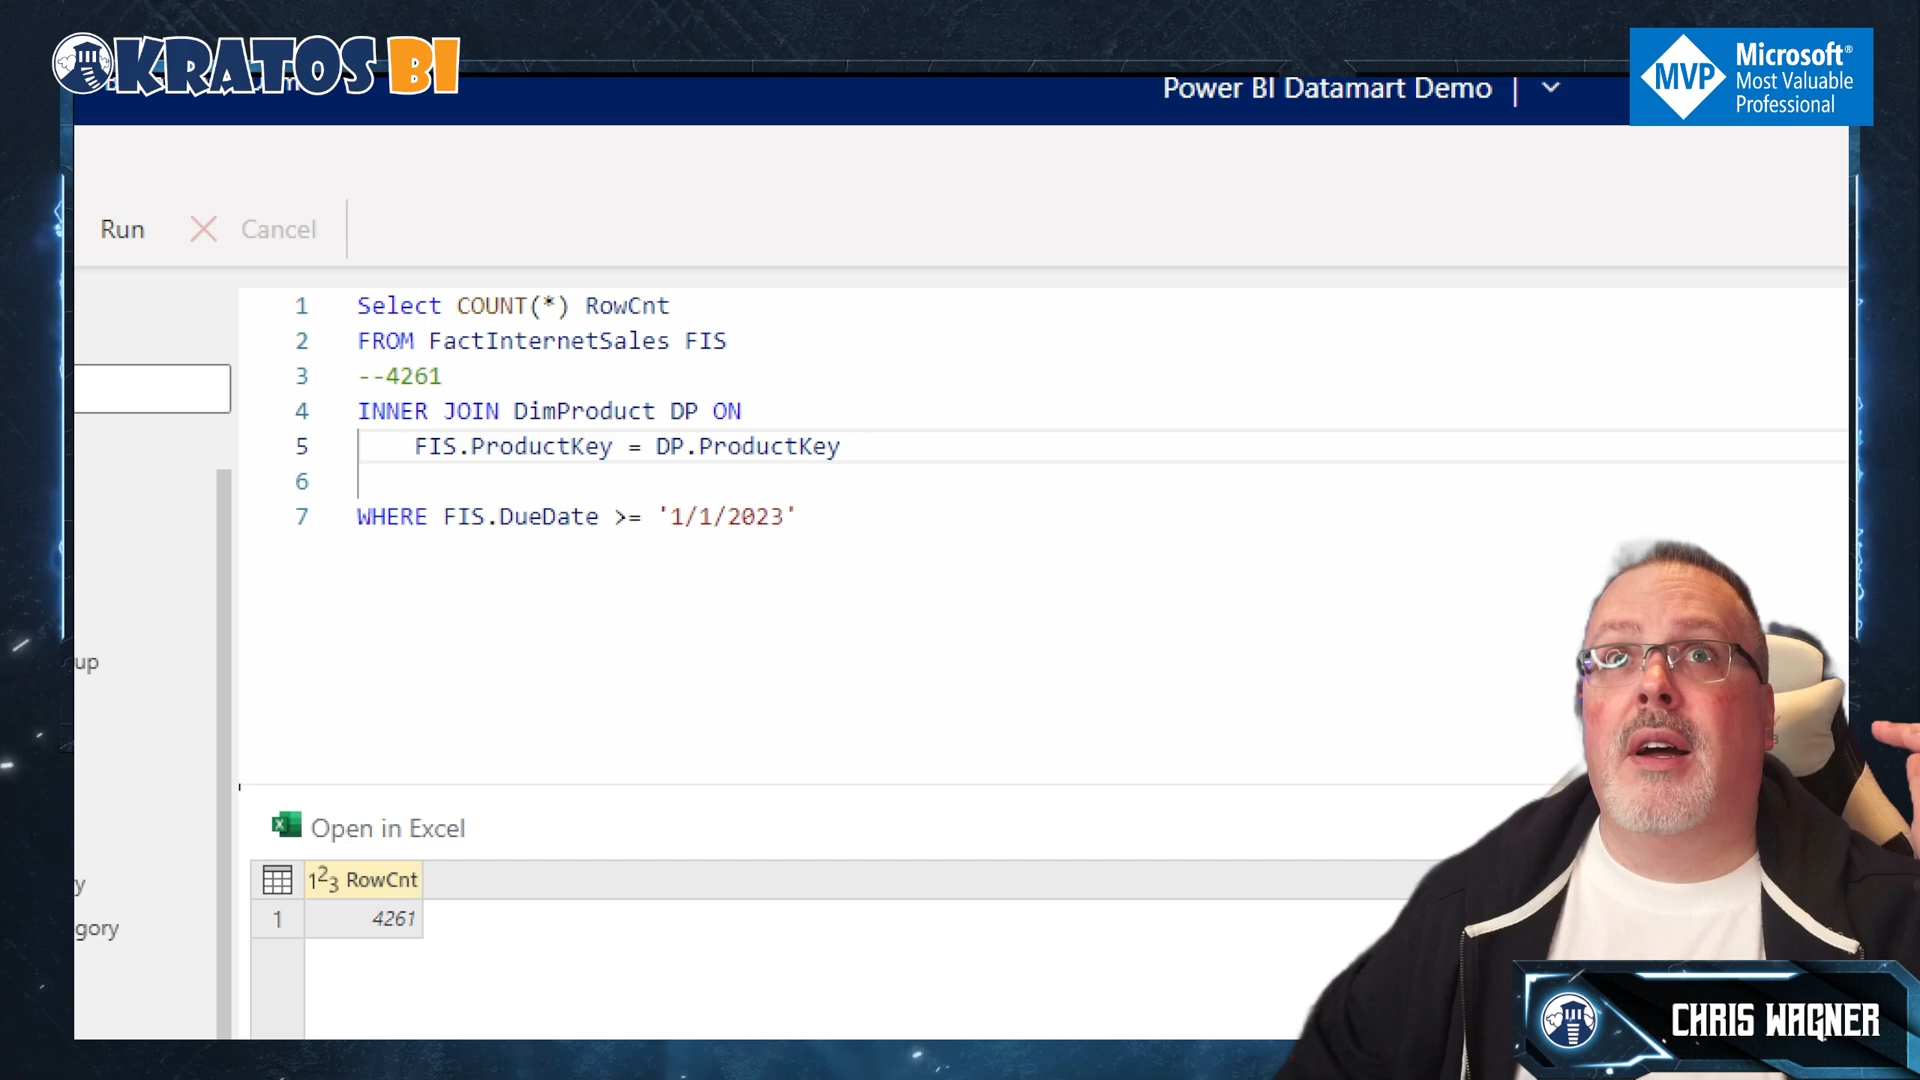 KRATOS BI
Power BI Datamart Demo
MVP
Microsoft®
Most Valuable
Professional
Run
Cancel
1 Select COUNT(*) RowCnt
2 FROM FactInternetSales FIS
3 --4261
4 INNER JOIN DimProduct DP ON
5 FIS.ProductKey = DP.ProductKey
6
7 WHERE FIS.DueDate >= '1/1/2023'
up
y
gory
Open in Excel
123 RowCnt
1 4261
CHRIS WAGNER